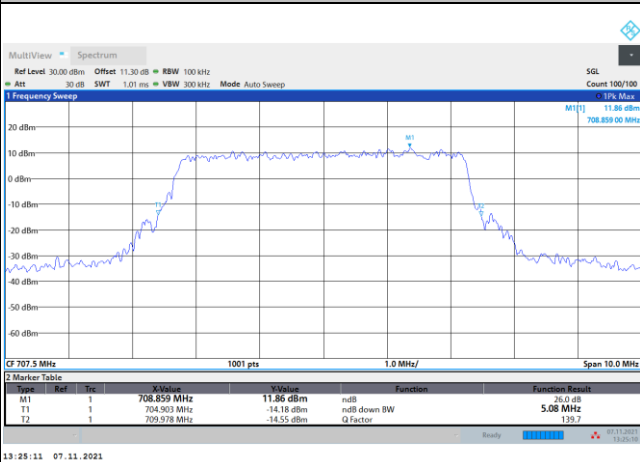 MultiView Spectrum
Ref Level 30.00 dBm Offset 11.30 dB RBW 100 kHz SGL
Att 30 dB SWT 1.01 ms VBW 300 kHz Mode Auto Sweep Count 100/100
1 Frequency Sweep 1Pk Max
M1[1] 11.86 dBm
708.859 00 MHz
20 dBm
M1
10 dBm
0 dBm
T1
-10 dBm
-20 dBm
-30 dBm
-40 dBm
-50 dBm
-60 dBm
CF 707.5 MHz 1001 pts 1.0 MHz/ Span 10.0 MHz
2 Marker Table
Type Ref Trc X-Value Y-Value Function Function Result
M1 1 708.859 MHz 11.86 dBm ndB 26.0 dB
T1 1 704.903 MHz -14.18 dBm ndB down BW 5.08 MHz
T2 1 709.978 MHz -14.55 dBm Q Factor 139.7
Ready 07.11.2021
13:25:10
13:25:11 07.11.2021